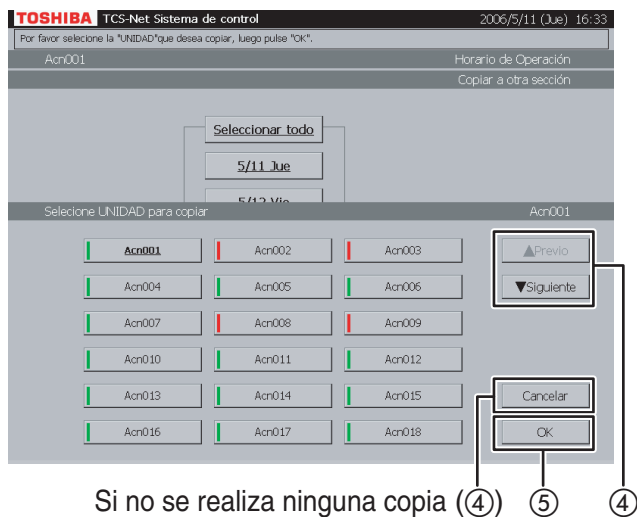 TOSHIBA TCS-Net Sistema de control 2006/5/11 (Jue) 16:33
Por favor selecione la "UNIDAD"que desea copiar, luego pulse "OK".
Acn001 Horario de Operación
Copiar a otra sección
Seleccionar todo
5/11 Jue
5/12 Vie
Selecione UNIDAD para copiar Acn001
Acn001 Acn002 Acn003 ▲Previo
Acn004 Acn005 Acn006 ▼Siguiente
Acn007 Acn008 Acn009
Acn010 Acn011 Acn012
Acn013 Acn014 Acn015 Cancelar
Acn016 Acn017 Acn018 OK
Si no se realiza ninguna copia (④) ⑤ ④